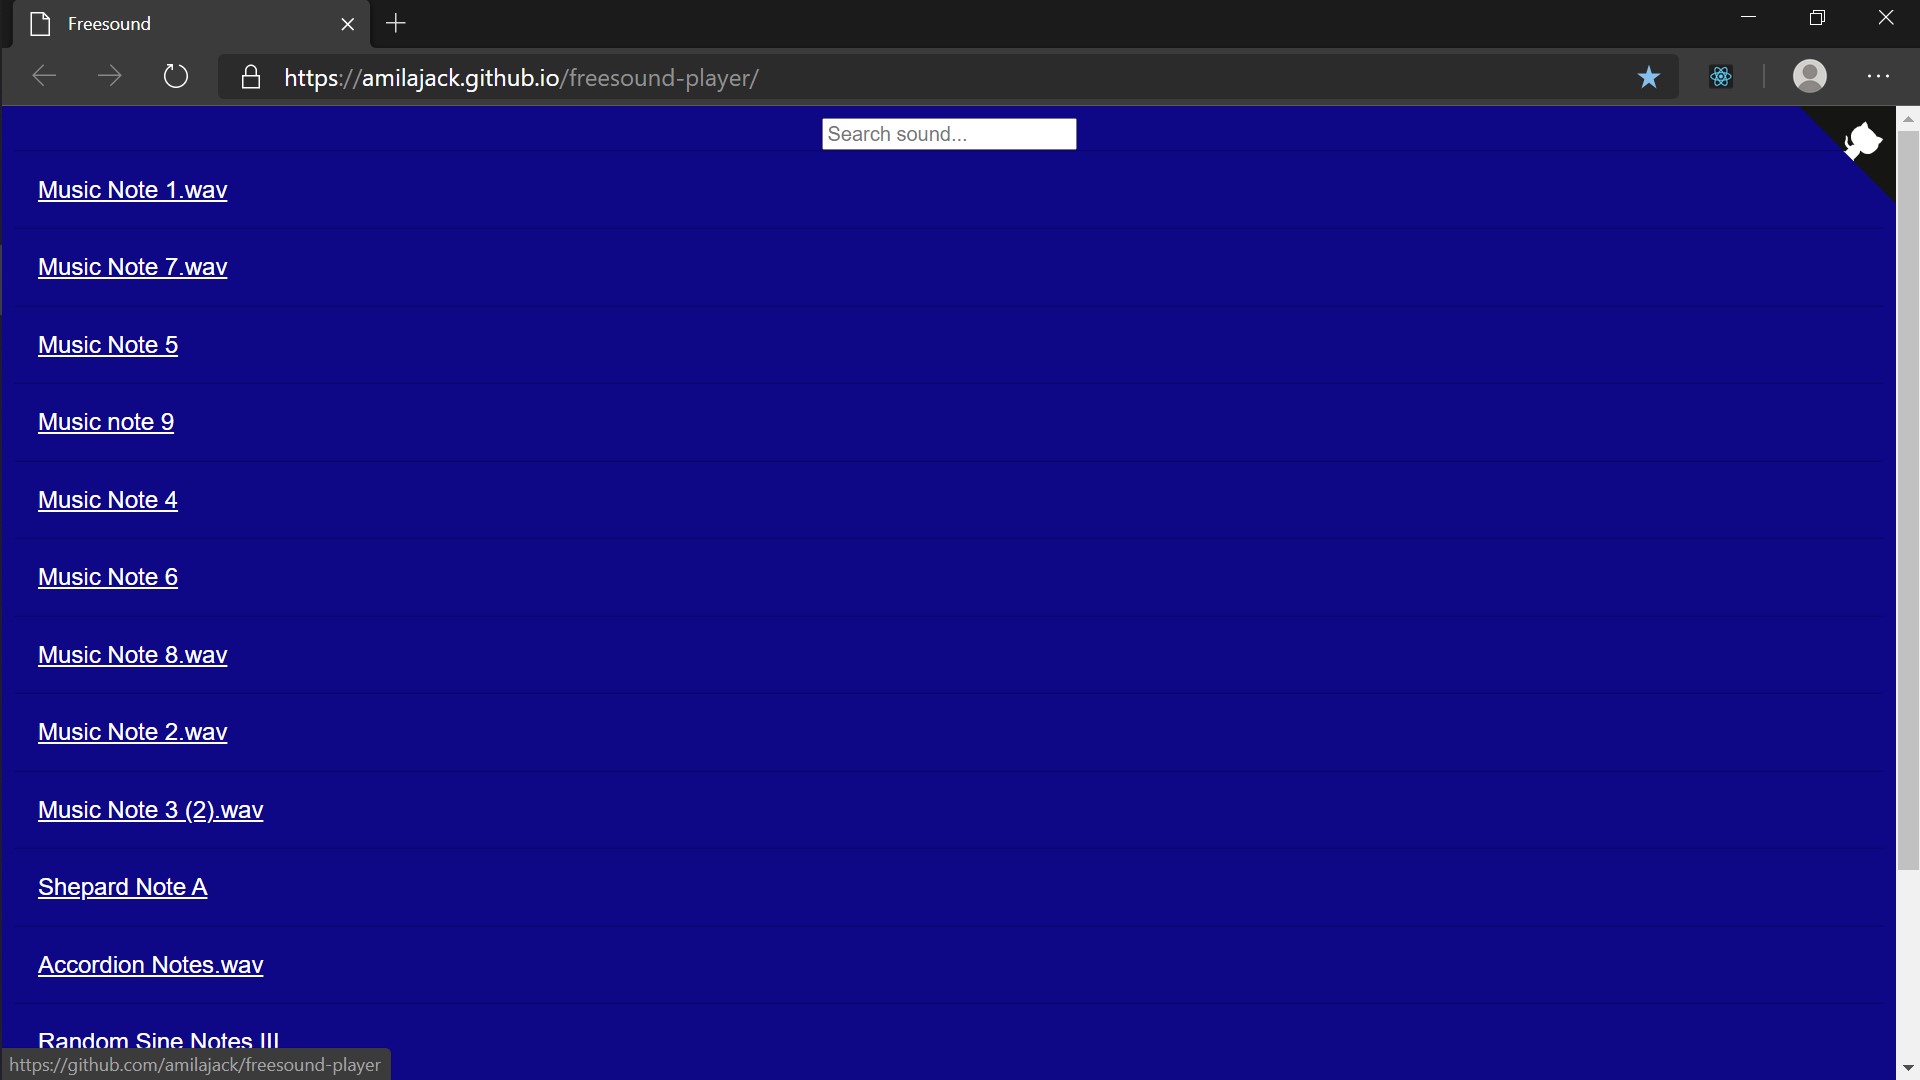 Freesound
https://amilajack.github.io/freesound-player/
Search sound...
Music Note 1.wav
Music Note 7.wav
Music Note 5
Music note 9
Music Note 4
Music Note 6
Music Note 8.wav
Music Note 2.wav
Music Note 3 (2).wav
Shepard Note A
Accordion Notes.wav
Random Sine Notes III
https://github.com/amilajack/freesound-player